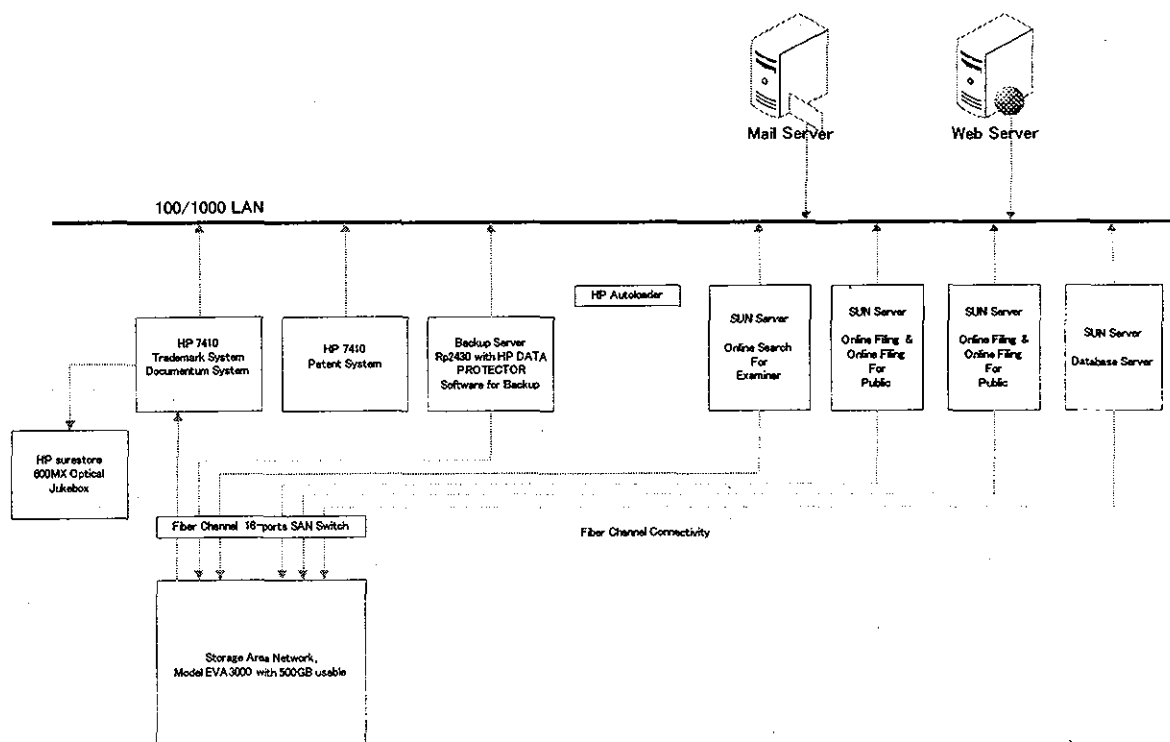 Mail Server
Web Server
100/1000 LAN
HP Autoloader
HP 7410
Trademark System
Documentum System
HP 7410
Patent System
Backup Server
Rp2430 with HP DATA
PROTECTOR
Software for Backup
SUN Server
Online Search
For
Examiner
SUN Server
Online Filing &
Online Filing
For
Public
SUN Server
Online Filing &
Online Filing
For
Public
SUN Server
Database Server
HP surestore
600MX Optical
Jukebox
Fiber Channel 16-ports SAN Switch
Fiber Channel Connectivity
Storage Area Network,
Model EVA3000 with 500GB usable